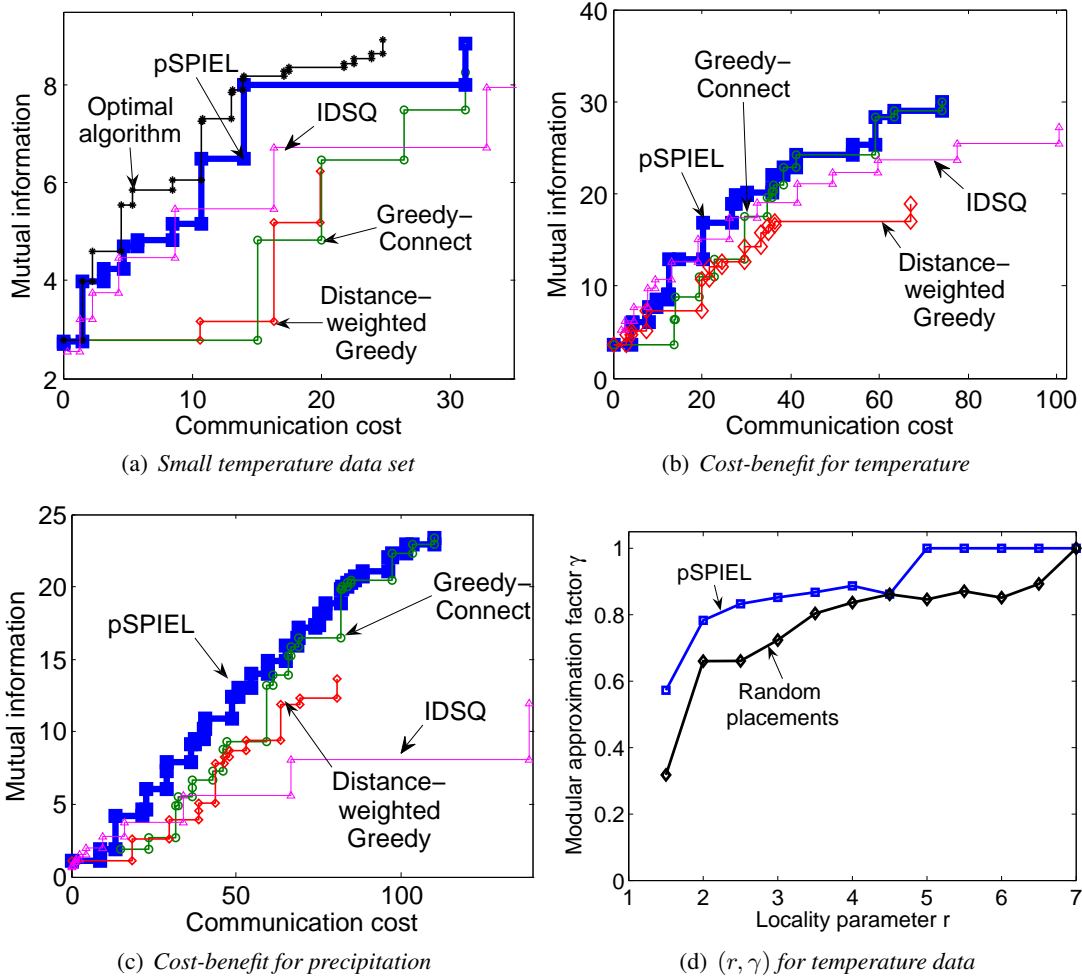 8
6
4
2
0
10
20
30
Mutual information
Communication cost
pSPIEL
Optimal
algorithm
IDSQ
Greedy–
Connect
Distance–
weighted
Greedy
(a) Small temperature data set
40
30
20
10
0
0
20
40
60
80
100
Mutual information
Communication cost
Greedy–
Connect
pSPIEL
IDSQ
Distance–
weighted
Greedy
(b) Cost-benefit for temperature
25
20
15
10
5
0
0
50
100
Mutual information
Communication cost
pSPIEL
Greedy–
Connect
IDSQ
Distance–
weighted
Greedy
(c) Cost-benefit for precipitation
1
0.8
0.6
0.4
0.2
0
1
2
3
4
5
6
7
Modular approximation factor γ
Locality parameter r
pSPIEL
Random
placements
(d) (r, γ) for temperature data